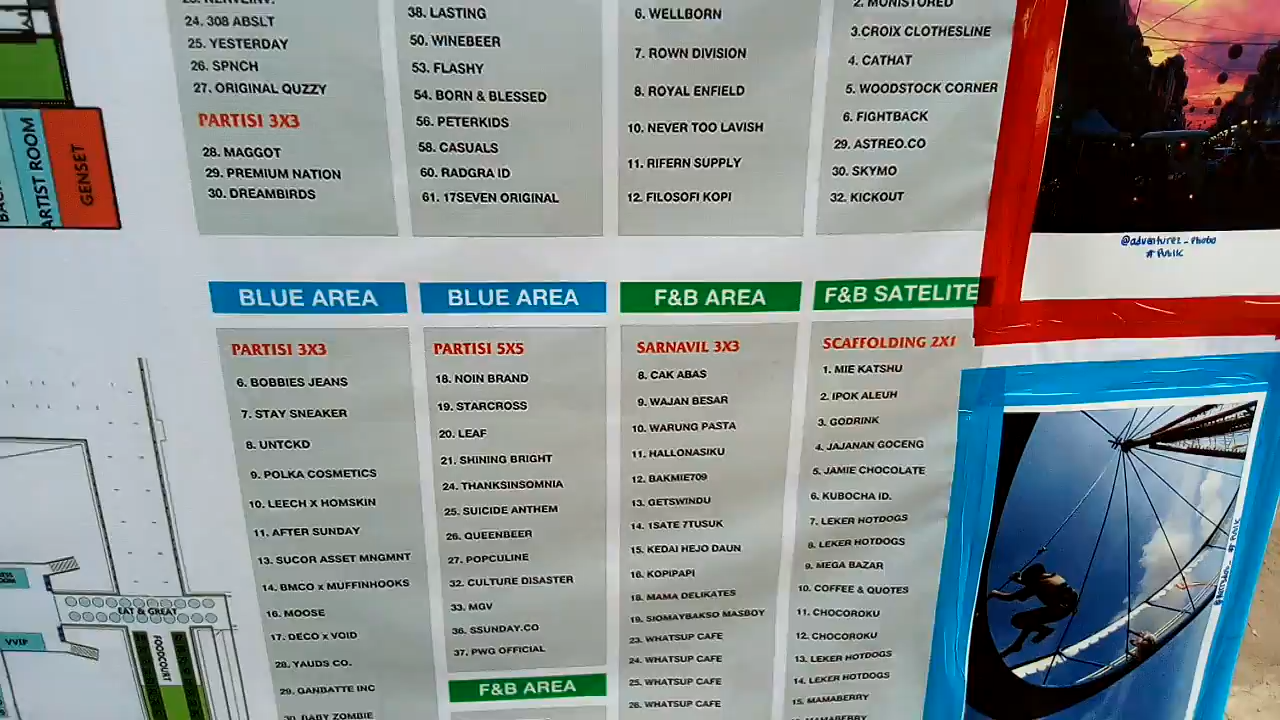 24. 308 ABSLT
25. YESTERDAY
26. SPNCH
27. ORIGINAL QUZZY
PARTISI 3X3
28. MAGGOT
29. PREMIUM NATION
30. DREAMBIRDS
38. LASTING
50. WINEBEER
53. FLASHY
54. BORN & BLESSED
56. PETERKIDS
58. CASUALS
60. RADGRA ID
61. 17SEVEN ORIGINAL
6. WELLBORN
7. ROWN DIVISION
8. ROYAL ENFIELD
10. NEVER TOO LAVISH
11. RIFERN SUPPLY
12. FILOSOFI KOPI
2. MONISTORED
3.CROIX CLOTHESLINE
4. CATHAT
5. WOODSTOCK CORNER
6. FIGHTBACK
29. ASTREO.CO
30. SKYMO
32. KICKOUT
ARTIST ROOM
GENSET
BLUE AREA
PARTISI 3X3
6. BOBBIES JEANS
7. STAY SNEAKER
8. UNTCKD
9. POLKA COSMETICS
10. LEECH X HOMSKIN
11. AFTER SUNDAY
13. SUCOR ASSET MNGMNT
14. BMCO x MUFFINHOOKS
16. MOOSE
17. DECO x VOID
28. YAUDS CO.
29. GANBATTE INC
30. BABY ZOMBIE
BLUE AREA
PARTISI 5X5
18. NOIN BRAND
19. STARCROSS
20. LEAF
21. SHINING BRIGHT
24. THANKSINSOMNIA
25. SUICIDE ANTHEM
26. QUEENBEER
27. POPCULINE
32. CULTURE DISASTER
33. MGV
36. SSUNDAY.CO
37. PWG OFFICIAL
F&B AREA
F&B AREA
SARNAVIL 3X3
8. CAK ABAS
9. WAJAN BESAR
10. WARUNG PASTA
11. HALLONASIKU
12. BAKMIE709
13. GETSWINDU
14. 1SATE 7TUSUK
15. KEDAI HEJO DAUN
16. KOPIPAPI
18. MAMA DELIKATES
19. SIOMAYBAKSO MASBOY
23. WHATSUP CAFE
24. WHATSUP CAFE
25. WHATSUP CAFE
26. WHATSUP CAFE
F&B SATELITE
SCAFFOLDING 2X1
1. MIE KATSHU
2. IPOK ALEUH
3. GODRINK
4. JAJANAN GOCENG
5. JAMIE CHOCOLATE
6. KUBOCHA ID.
7. LEKER HOTDOGS
8. LEKER HOTDOGS
9. MEGA BAZAR
10. COFFEE & QUOTES
11. CHOCOROKU
12. CHOCOROKU
13. LEKER HOTDOGS
14. LEKER HOTDOGS
15. MAMABERRY
MAMABERRY
EAT & GREAT
FOODCOURT
VVIP
#PUBIK